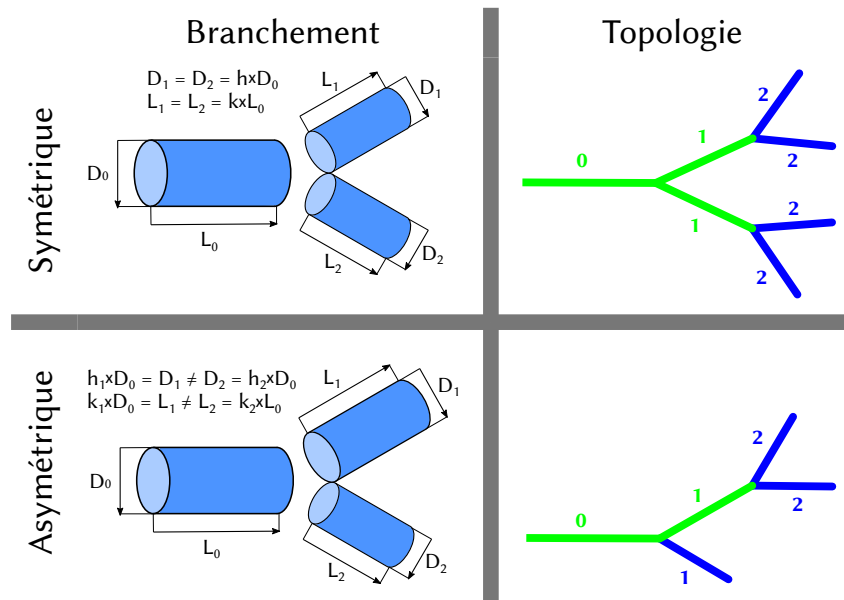 Branchement
Topologie
Symétrique
D₁ = D₂ = h×D₀
L₁ = L₂ = k×L₀
D₀
L₀
L₁
D₁
L₂
D₂
0
1
1
2
2
2
2
Asymétrique
h₁×D₀ = D₁ ≠ D₂ = h₂×D₀
k₁×D₀ = L₁ ≠ L₂ = k₂×L₀
D₀
L₀
L₁
D₁
L₂
D₂
0
1
1
2
2